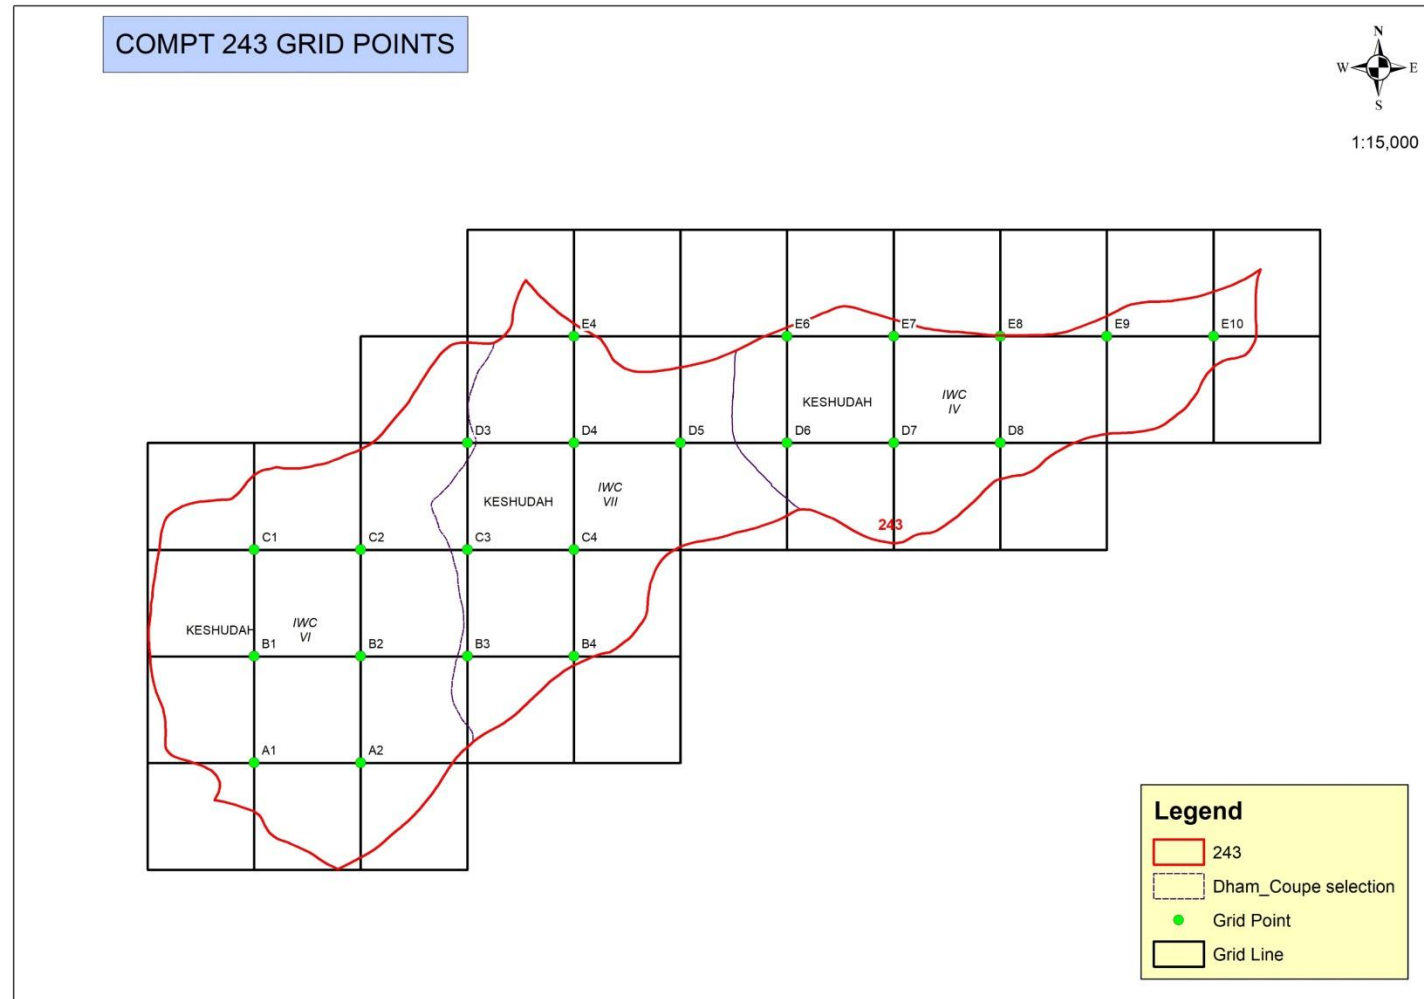 COMPT 243 GRID POINTS
N
W E
S
1:15,000
E4
E6
E7
E8
E9
E10
KESHUDAH
IWC
IV
D3
D4
D5
D6
D7
D8
KESHUDAH
IWC
VII
243
C1
C2
C3
C4
KESHUDAH
IWC
VI
B1
B2
B3
B4
A1
A2
Legend
243
Dham_Coupe selection
Grid Point
Grid Line